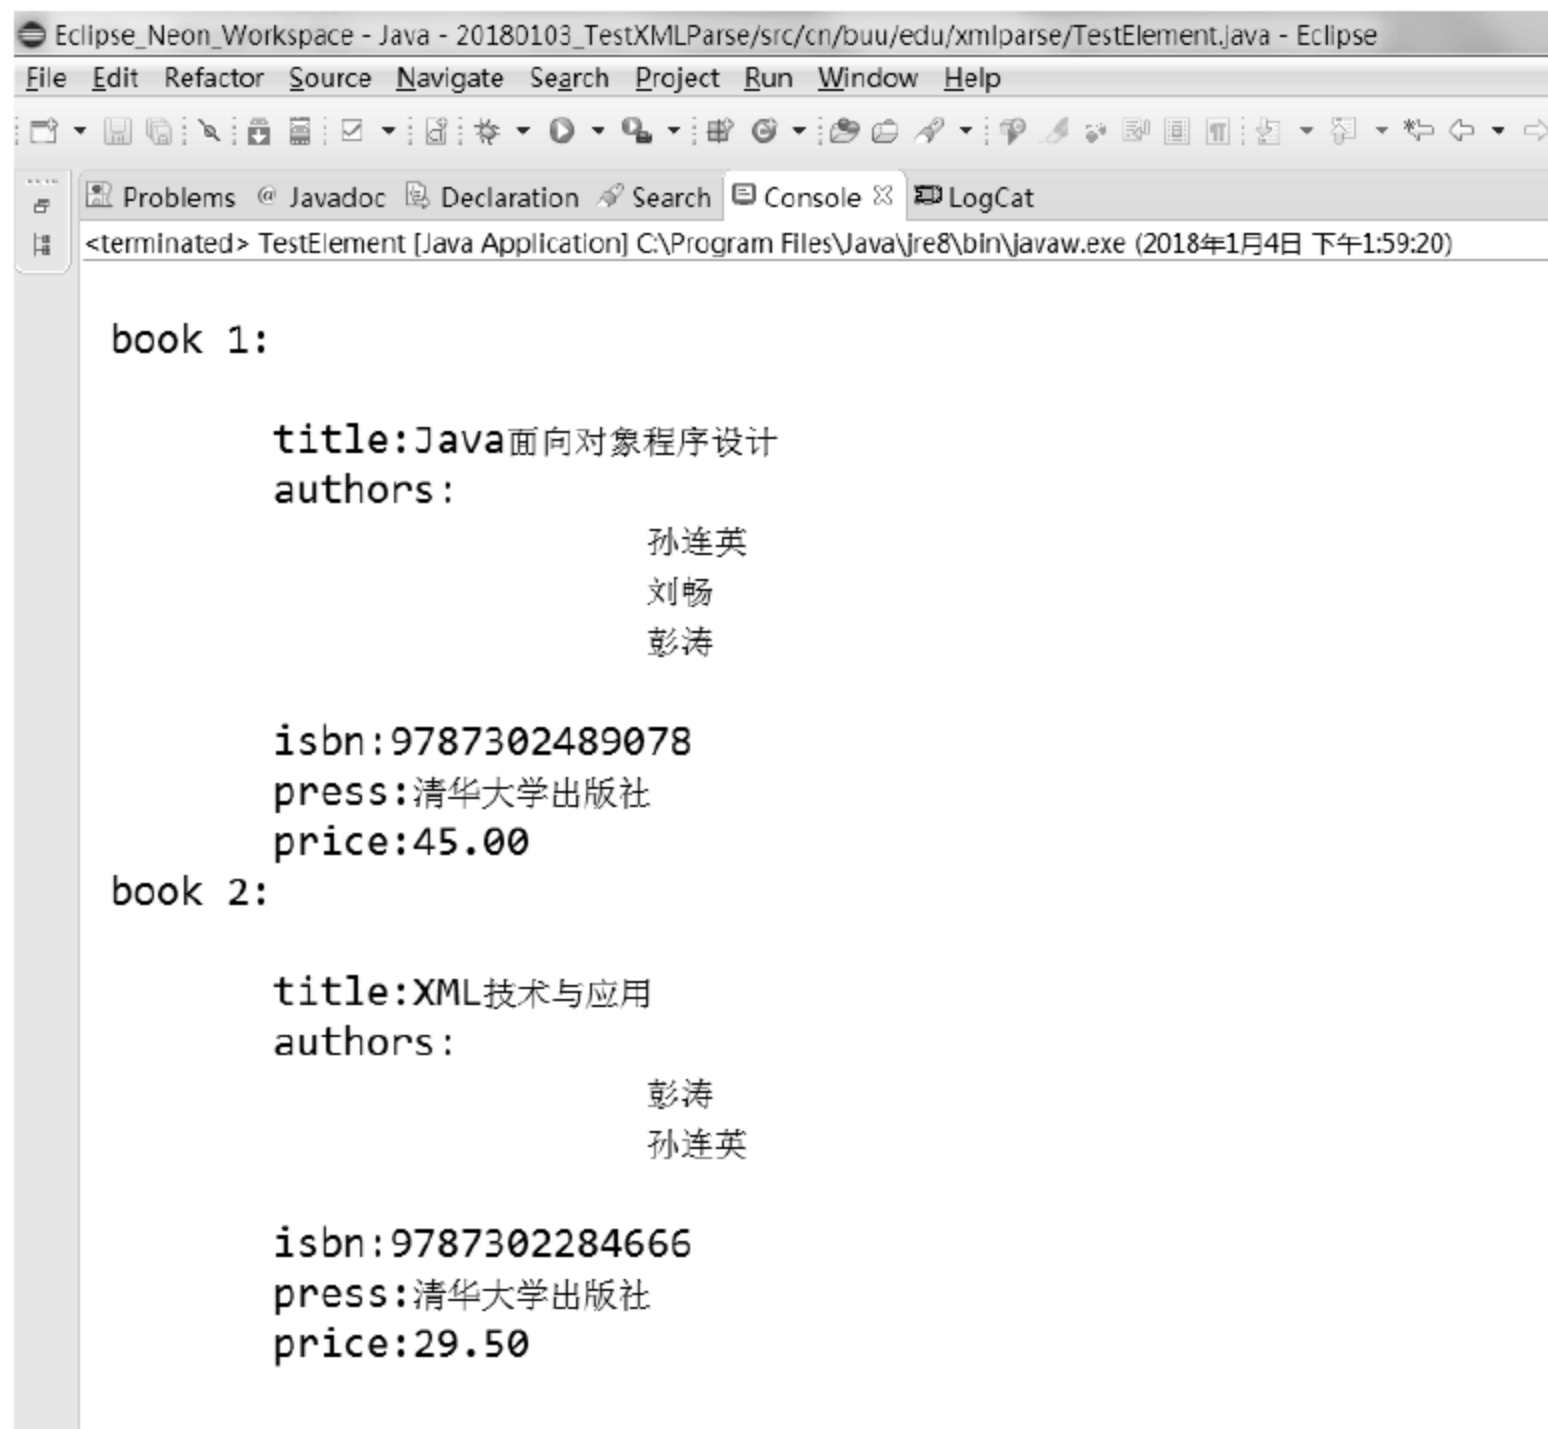 Eclipse_Neon_Workspace - Java - 20180103_TestXMLParse/src/cn/buu/edu/xmlparse/TestElement.java - Eclipse
File Edit Refactor Source Navigate Search Project Run Window Help
Problems @ Javadoc Declaration Search Console LogCat
<terminated> TestElement [Java Application] C:\Program Files\Java\jre8\bin\javaw.exe (2018年1月4日 下午1:59:20)
book 1:
title:Java面向对象程序设计
authors:
孙连英
刘畅
彭涛
isbn:9787302489078
press:清华大学出版社
price:45.00
book 2:
title:XML技术与应用
authors:
彭涛
孙连英
isbn:9787302284666
press:清华大学出版社
price:29.50